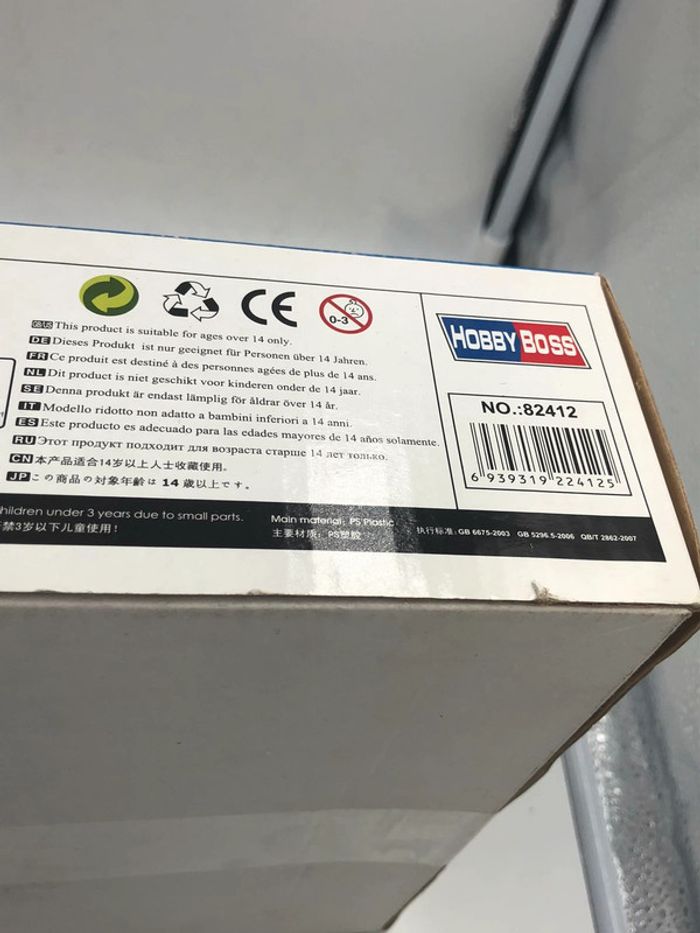 0-3
GB US This product is suitable for ages over 14 only.
DE Dieses Produkt ist nur geeignet für Personen über 14 Jahren.
FR Ce produit est destiné à des personnes agées de plus de 14 ans.
NL Dit product is niet geschikt voor kinderen onder de 14 jaar.
SE Denna produkt är endast lämplig för åldrar över 14 år.
IT Modello ridotto non adatto a bambini inferiori a 14 anni.
ES Este producto es adecuado para las edades mayores de 14 años solamente.
RU Этот продукт подходит для возраста старше 14 лет только.
CN 本产品适合14岁以上人士收藏使用。
JP この商品の対象年齢は 14 歳以上です。
HOBBY BOSS
NO.:82412
6 939319 224125
hildren under 3 years due to small parts.
禁3岁以下儿童使用！
Main material: PS Plastic
主要材质: PS塑胶
执行标准: GB 6675-2003 GB 5296.5-2006 QB/T 2862-2007